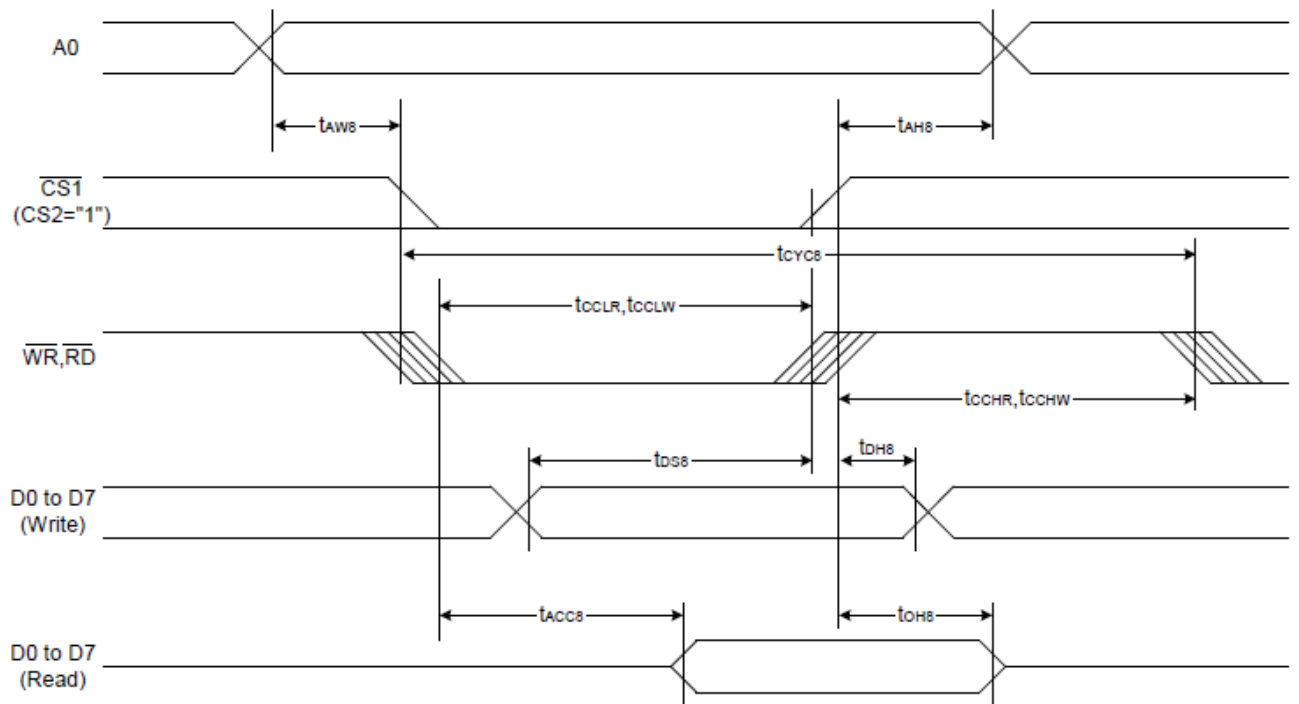 A0
tAW8
tAH8
CS1
(CS2="1")
tCYC8
tCCLR,tCCLW
WR,RD
tCCHR,tCCHW
tDS8
tDH8
D0 to D7
(Write)
tACC8
tOH8
D0 to D7
(Read)